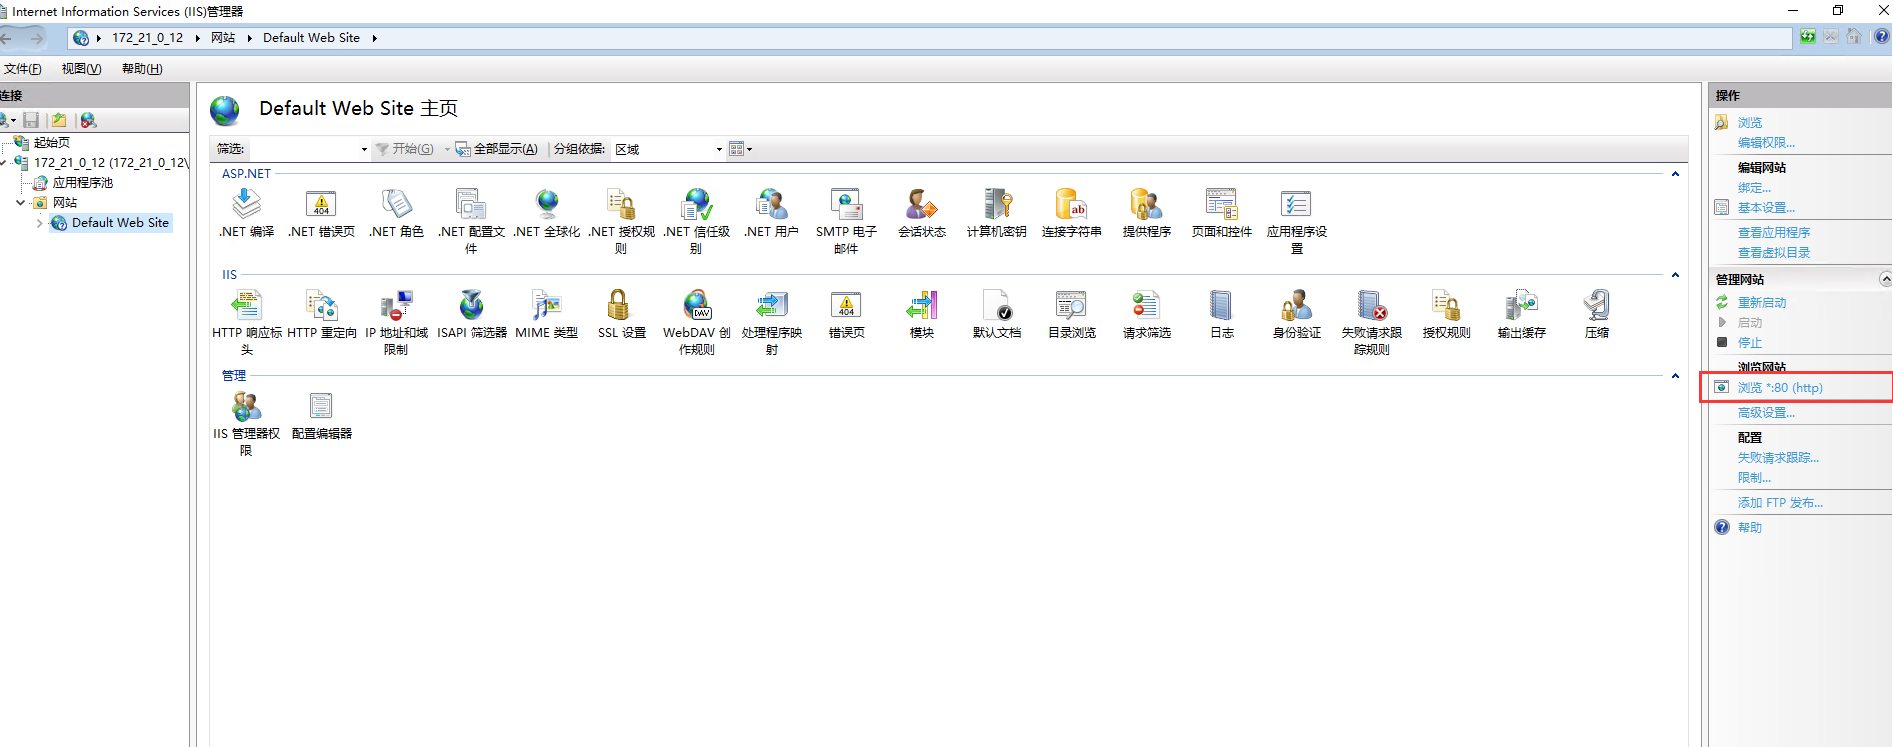 Internet Information Services (IIS)管理器
172_21_0_12 网站 Default Web Site
文件(F) 视图(V) 帮助(H)
连接
起始页
172_21_0_12 (172_21_0_12\
应用程序池
网站
Default Web Site
Default Web Site 主页
筛选: 开始(G) 全部显示(A) 分组依据: 区域
ASP.NET
.NET 编译
.NET 错误页
404
.NET 角色
.NET 配置文
件
.NET 全球化
.NET 授权规
则
.NET 信任级
别
.NET 用户
SMTP 电子
邮件
会话状态
计算机密钥
ab
连接字符串
提供程序
页面和控件
应用程序设
置
IIS
HTTP 响应标
头
HTTP 重定向
IP 地址和域
限制
ISAPI 筛选器
MIME 类型
SSL 设置
DAV
WebDAV 创
作规则
处理程序映
射
404
错误页
模块
默认文档
目录浏览
请求筛选
日志
身份验证
失败请求跟
踪规则
授权规则
输出缓存
压缩
管理
IIS 管理器权
限
配置编辑器
操作
浏览
编辑权限...
编辑网站
绑定...
基本设置...
查看应用程序
查看虚拟目录
管理网站
重新启动
启动
停止
浏览网站
浏览 *:80 (http)
高级设置...
配置
失败请求跟踪...
限制...
添加 FTP 发布...
帮助